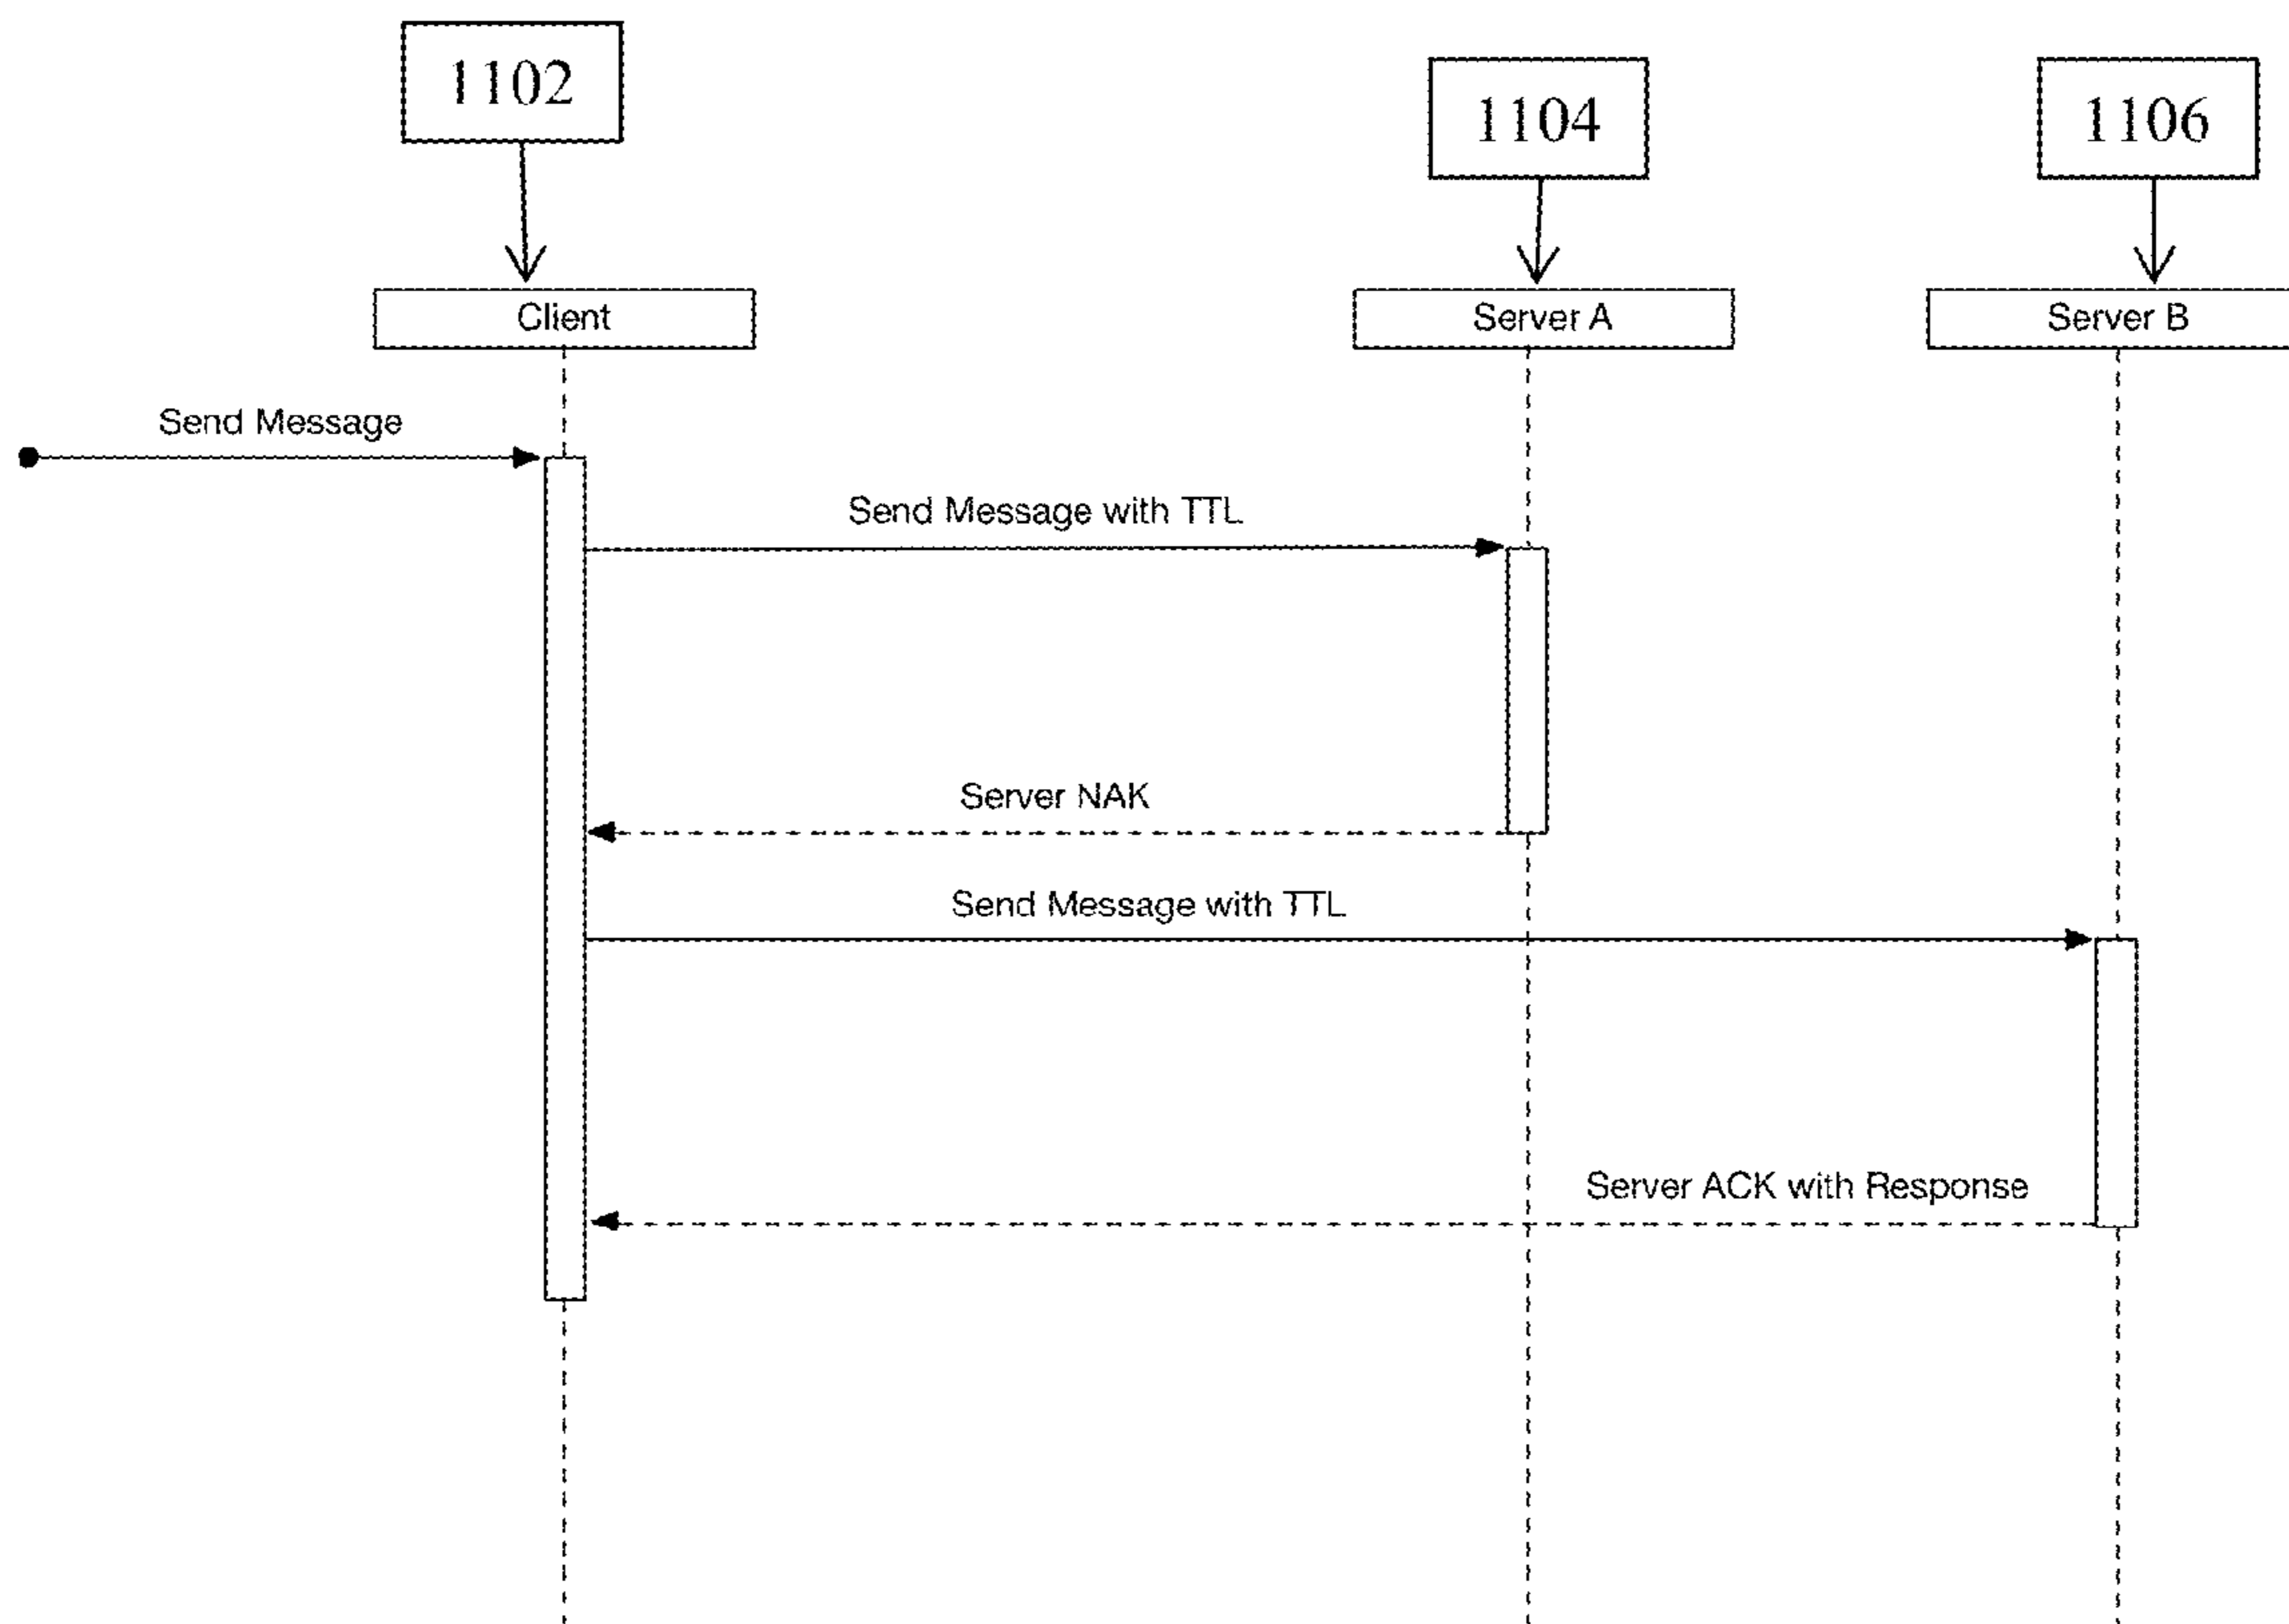 1102
1104
1106
Client
Server A
Server B
Send Message
Send Message with TTL
Server NAK
Send Message with TTL
Server ACK with Response